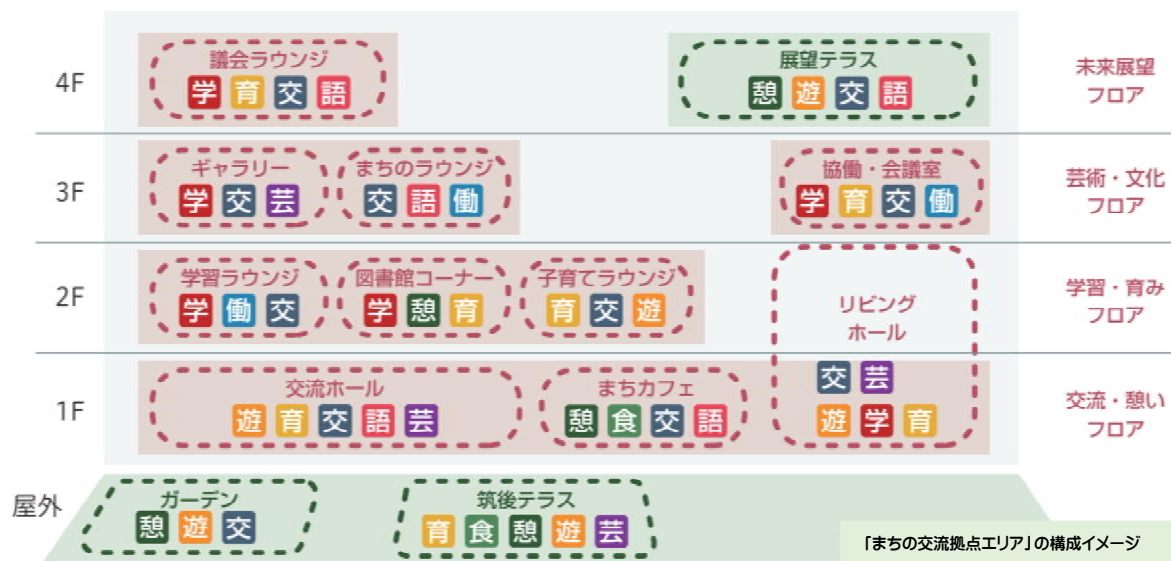 4F
議会ラウンジ
学 育 交 語
展望テラス
憩 遊 交 語
未来展望
フロア
3F
ギャラリー
学 交 芸
まちのラウンジ
交 語 働
協働・会議室
学 育 交 働
芸術・文化
フロア
2F
学習ラウンジ
学 働 交
図書館コーナー
学 憩 育
子育てラウンジ
育 交 遊
リビング
ホール
交 芸
遊 学 育
学習・育み
フロア
1F
交流ホール
遊 育 交 語 芸
まちカフェ
憩 食 交 語
交流・憩い
フロア
屋外
ガーデン
憩 遊 交
筑後テラス
育 食 憩 遊 芸
「まちの交流拠点エリア」の構成イメージ